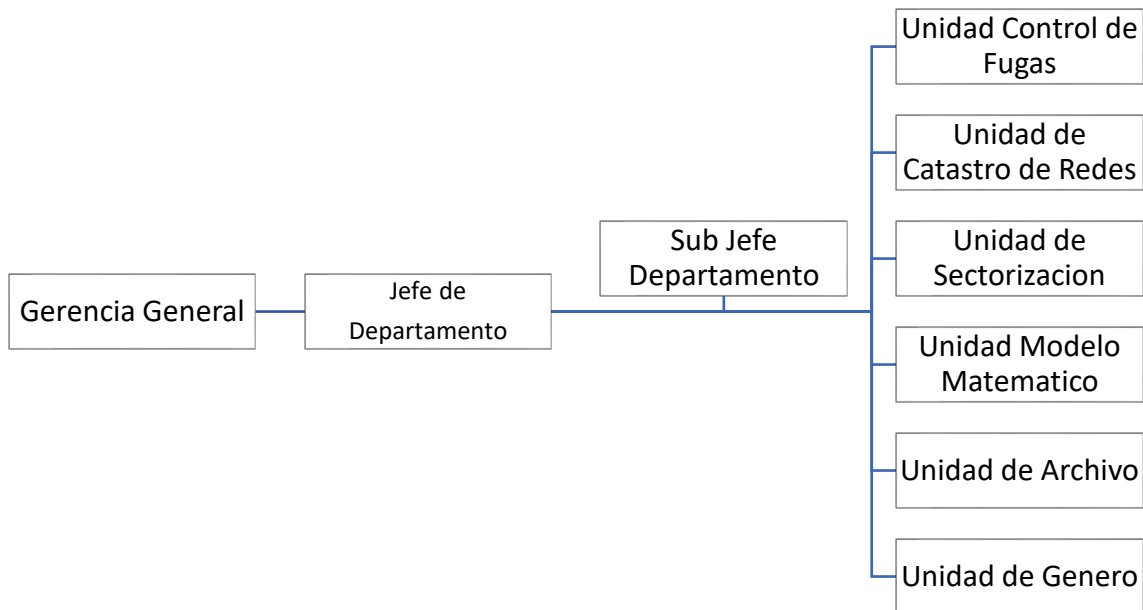 Gerencia General
Jefe de
Departamento
Sub Jefe
Departamento
Unidad Control de
Fugas
Unidad de
Catastro de Redes
Unidad de
Sectorizacion
Unidad Modelo
Matematico
Unidad de Archivo
Unidad de Genero